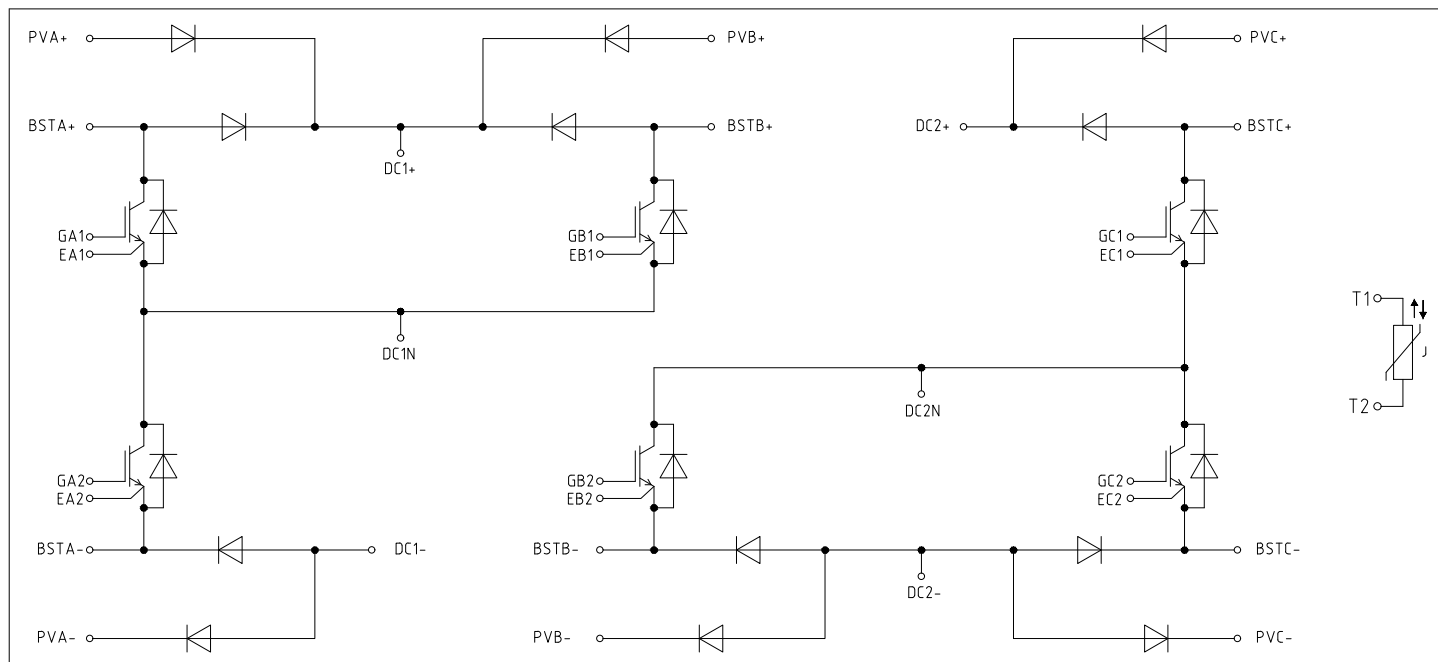 PVA+
PVB+
PVC+
BSTA+
DC1+
BSTB+
DC2+
BSTC+
GA1
EA1
GB1
EB1
GC1
EC1
DC1N
T1
J
T2
DC2N
GA2
EA2
GB2
EB2
GC2
EC2
BSTA-
DC1-
BSTB-
DC2-
BSTC-
PVA-
PVB-
PVC-